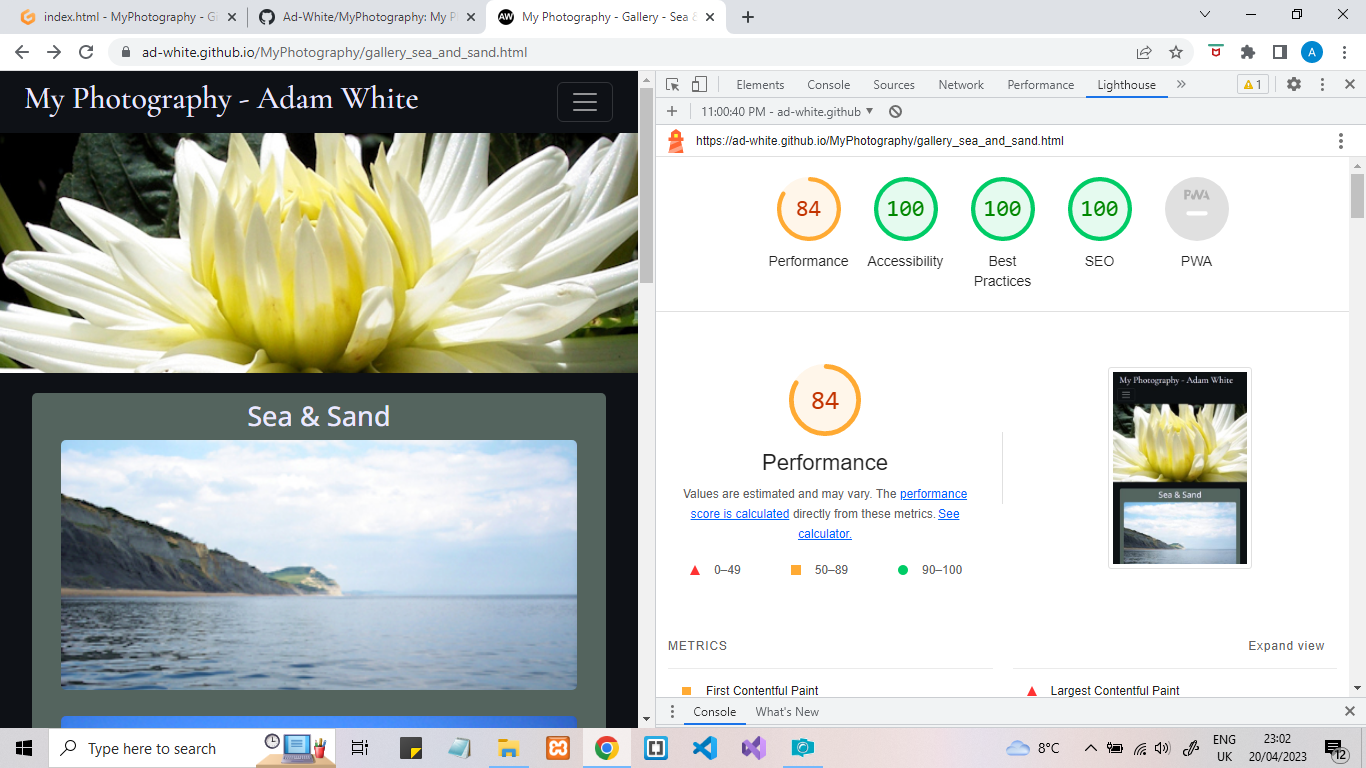 index.html - MyPhotography - Gi
Ad-White/MyPhotography: My P
AW
My Photography - Gallery - Sea &
ad-white.github.io/MyPhotography/gallery_sea_and_sand.html
A
My Photography - Adam White
Sea & Sand
Elements
Console
Sources
Network
Performance
Lighthouse
1
11:00:40 PM - ad-white.github
https://ad-white.github.io/MyPhotography/gallery_sea_and_sand.html
84
100
100
100
PWA
Performance
Accessibility
Best
Practices
SEO
PWA
84
Performance
Values are estimated and may vary. The performance
score is calculated directly from these metrics. See
calculator.
0–49
50–89
90–100
My Photography - Adam White
Sea & Sand
METRICS
Expand view
First Contentful Paint
Largest Contentful Paint
Console
What's New
Type here to search
8°C
ENG
UK
23:02
20/04/2023
12